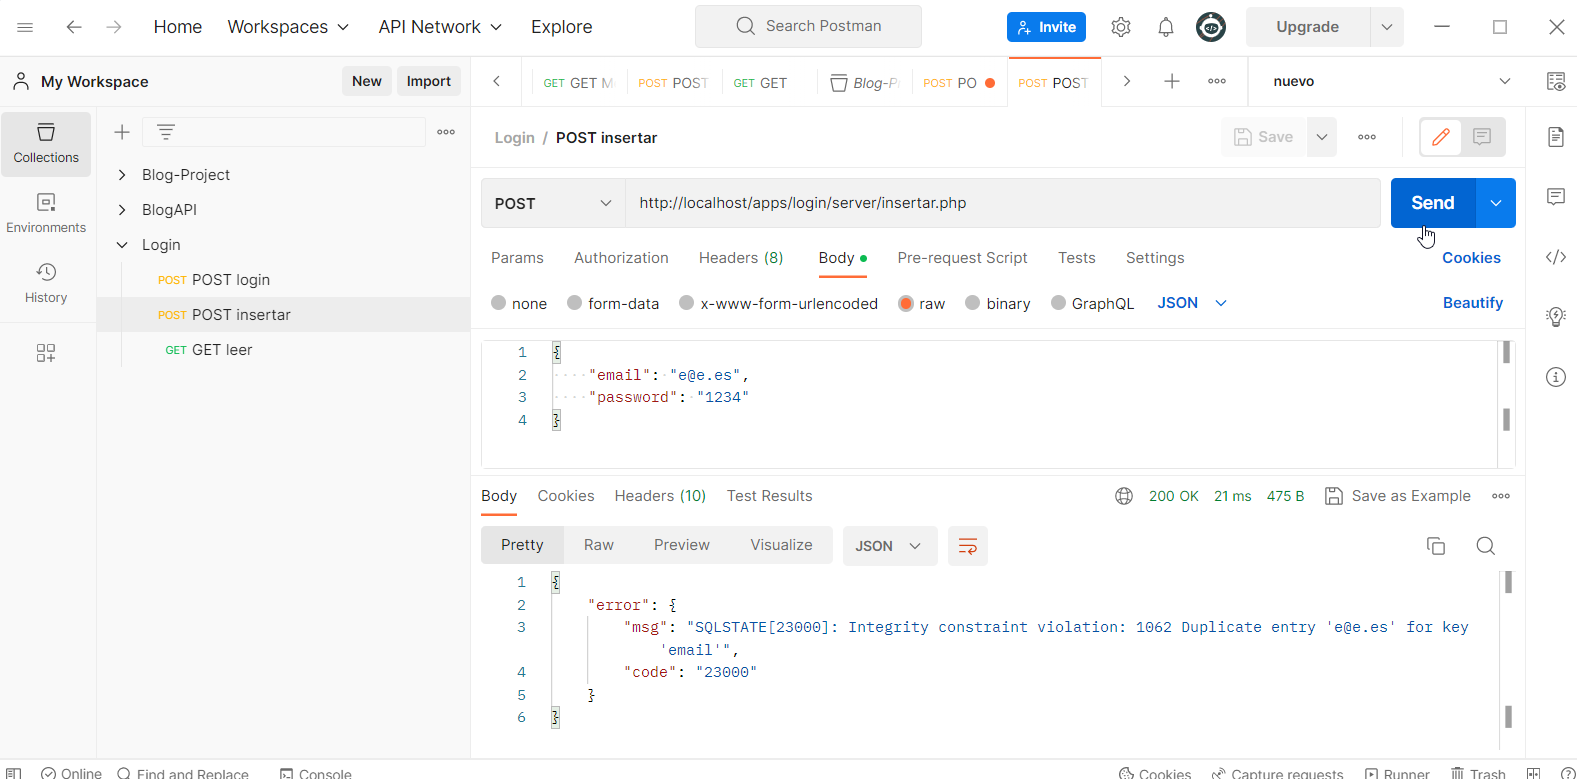 Home Workspaces API Network Explore Search Postman Invite Upgrade
My Workspace New Import GET GET M POST POST GET GET Blog-P POST PO POST POST nuevo
Collections
Environments
History
Blog-Project
BlogAPI
Login
POST POST login
POST POST insertar
GET GET leer
Login / POST insertar Save
POST http://localhost/apps/login/server/insertar.php Send
Params Authorization Headers (8) Body Pre-request Script Tests Settings Cookies
none form-data x-www-form-urlencoded raw binary GraphQL JSON Beautify
1 {
2 "email": "e@e.es",
3 "password": "1234"
4 }
Body Cookies Headers (10) Test Results 200 OK 21 ms 475 B Save as Example
Pretty Raw Preview Visualize JSON
1 {
2 "error": {
3 "msg": "SQLSTATE[23000]: Integrity constraint violation: 1062 Duplicate entry 'e@e.es' for key
'email'",
4 "code": "23000"
5 }
6 }
Online Find and Replace Console Cookies Capture requests Runner Trash